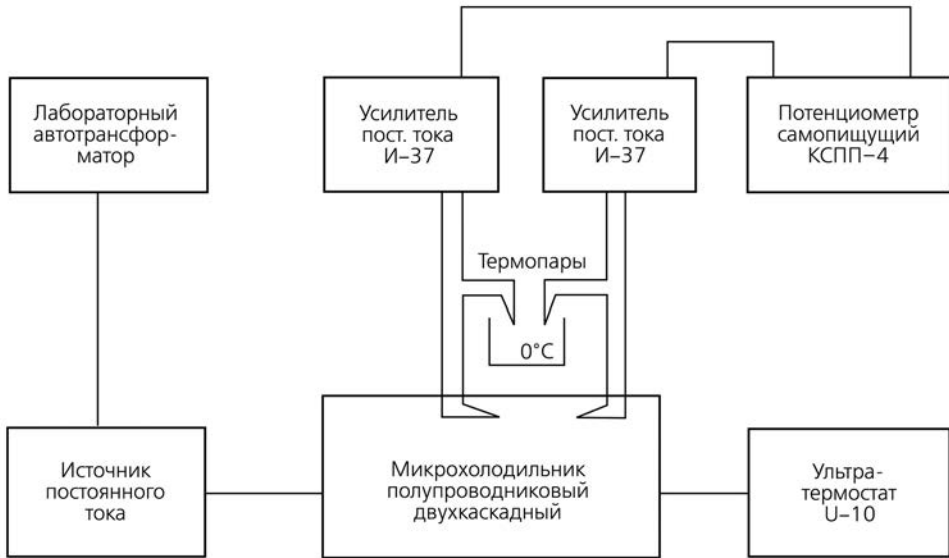 Лабораторный
автотрансфор-
матор
Усилитель
пост. тока
И–37
Усилитель
пост. тока
И–37
Потенциометр
самопищущий
КСПП–4
Термопары
0°С
Источник
постоянного
тока
Микрохолодильник
полупроводниковый
двухкаскадный
Ультра-
термостат
U–10